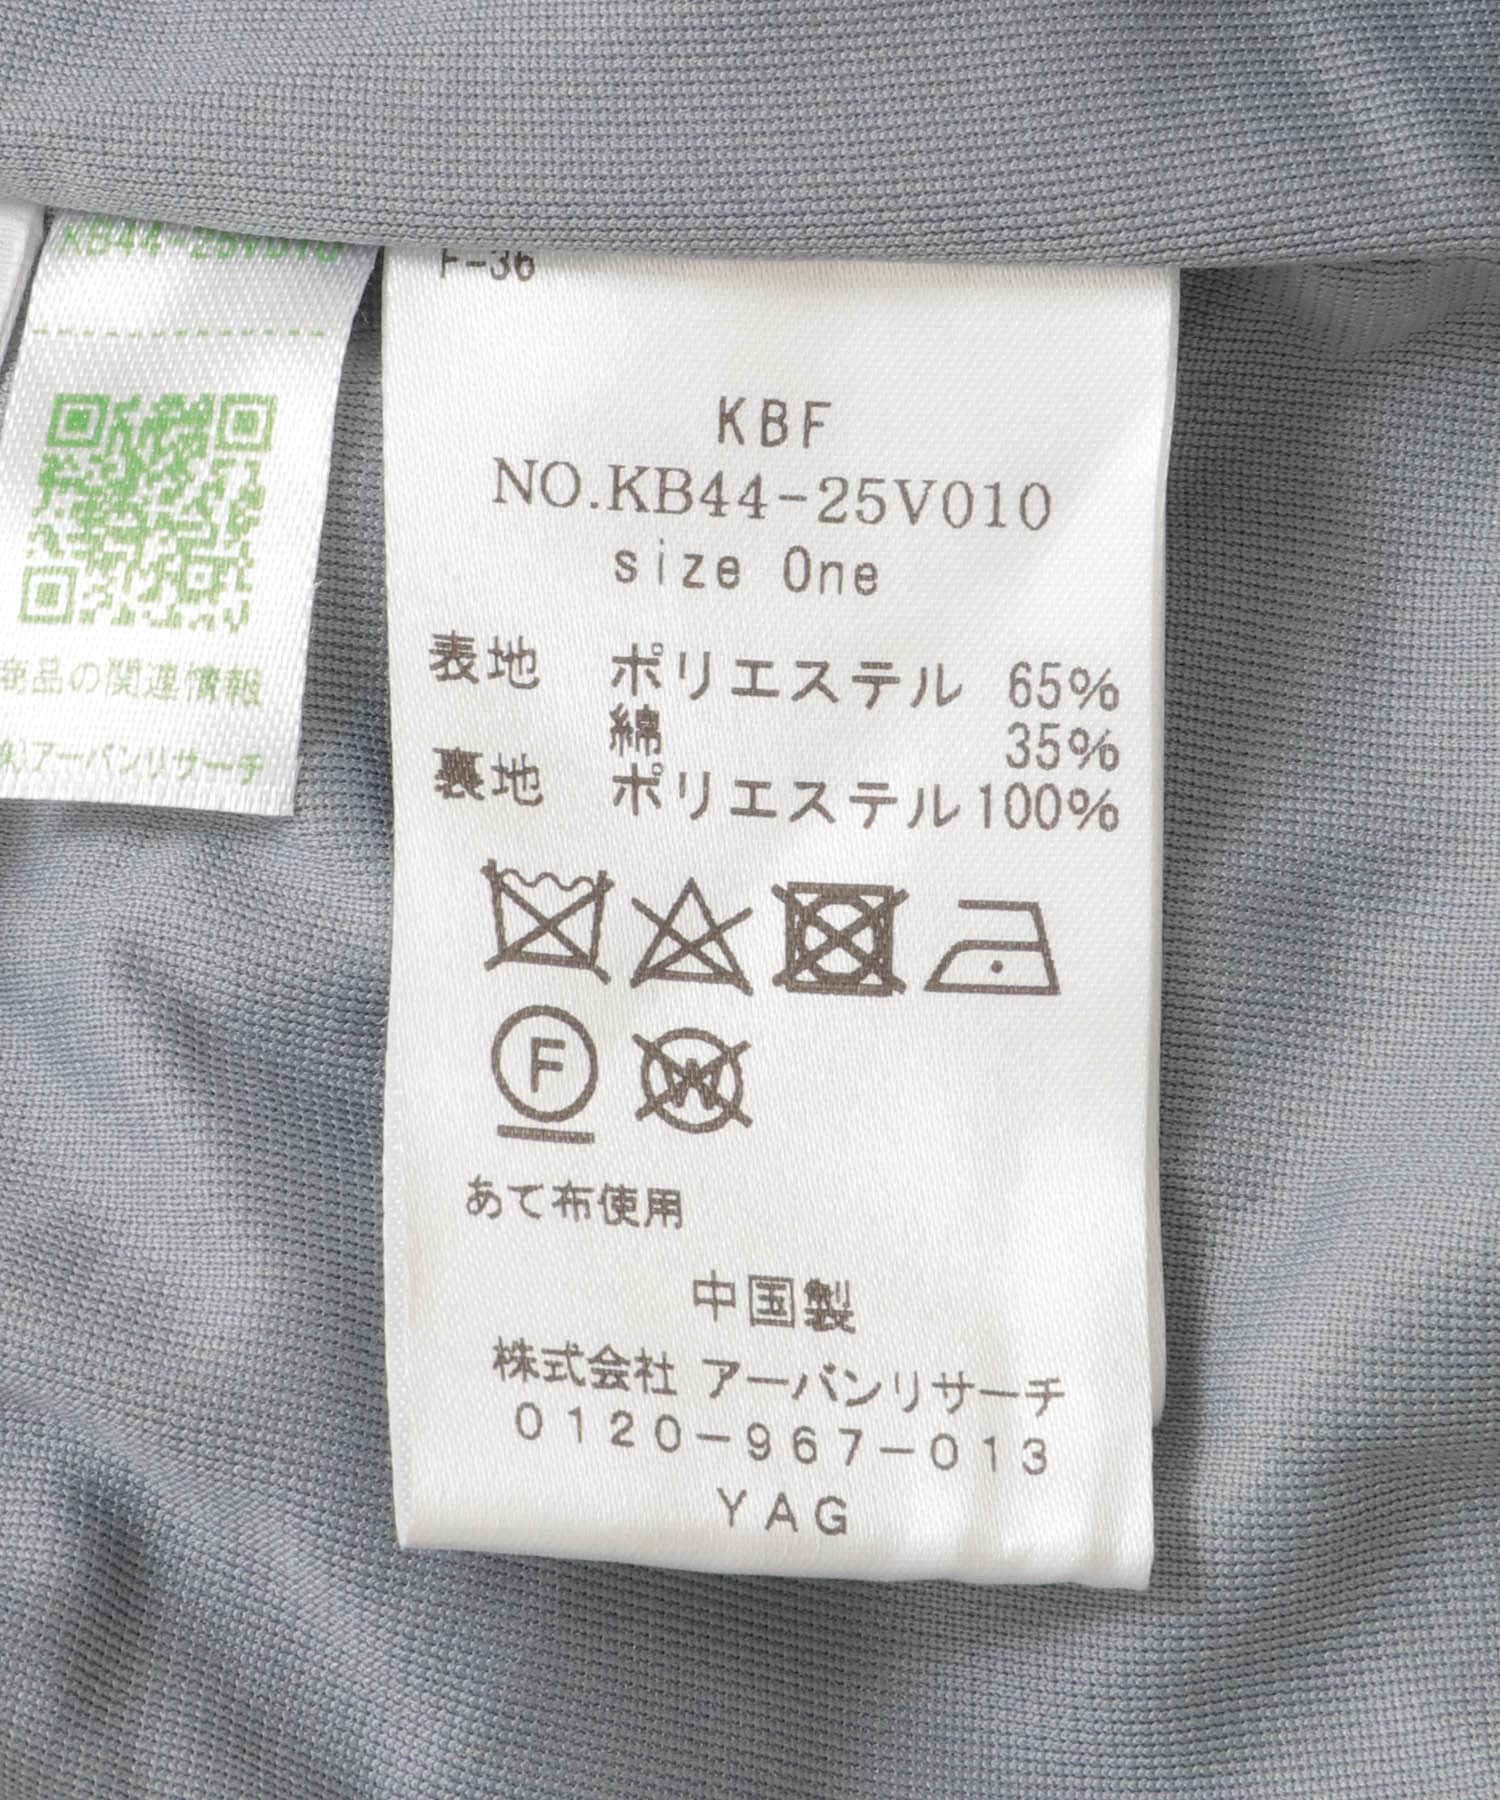 KB44-25V010
商品の関連情報
㈱アーバンリサーチ
F-36
KBF
NO.KB44-25V010
size One
表地 ポリエステル 65%
綿 35%
裏地 ポリエステル 100%
F
W
あて布使用
中国製
株式会社 アーバンリサーチ
0120-967-013
YAG